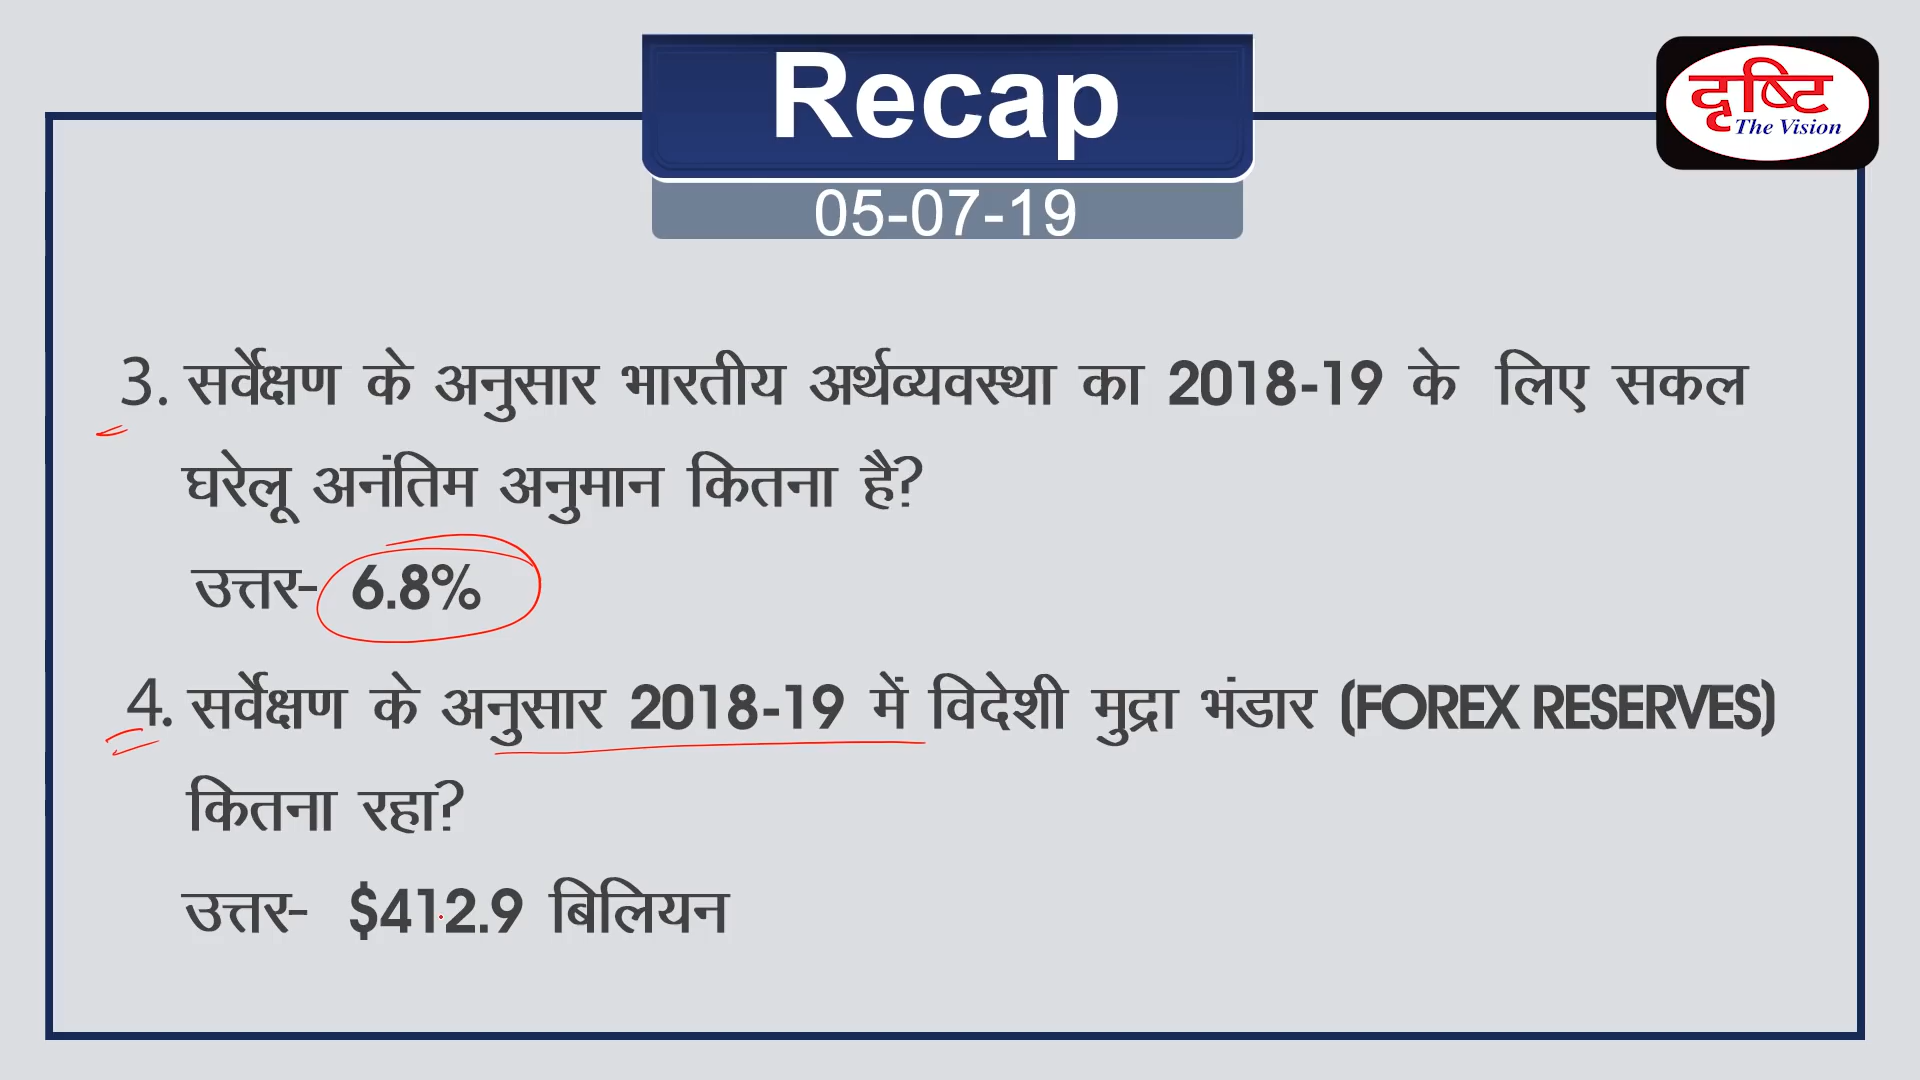 Recap
दृष्टि
The Vision
05-07-19
3. सर्वेक्षण के अनुसार भारतीय अर्थव्यवस्था का 2018-19 के लिए सकल
घरेलू अनंतिम अनुमान कितना है?
उत्तर- 6.8%
4. सर्वेक्षण के अनुसार 2018-19 में विदेशी मुद्रा भंडार (FOREX RESERVES)
कितना रहा?
उत्तर- $412.9 बिलियन